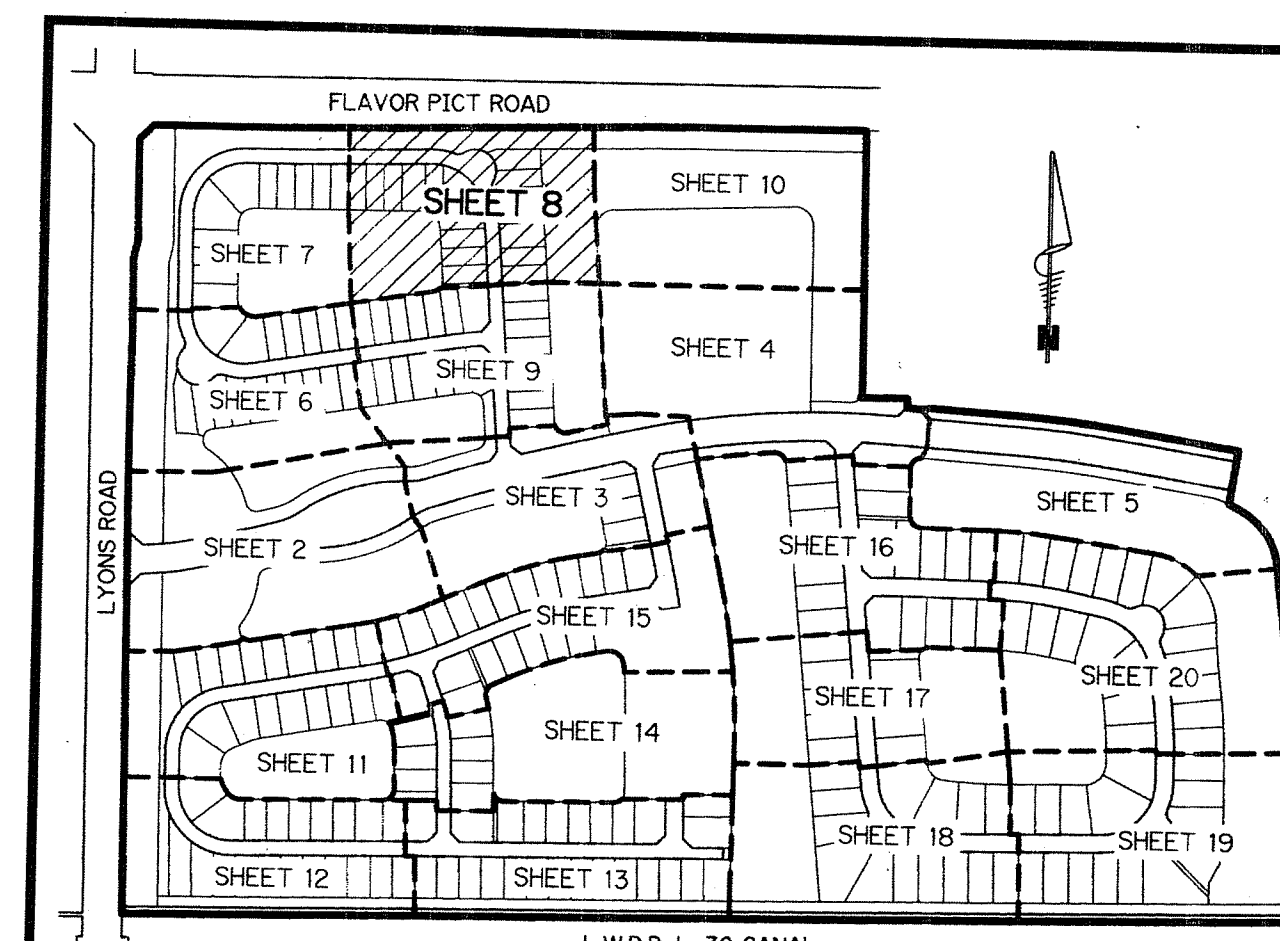 FLAVOR PICT ROAD
SHEET 10
SHEET 8
SHEET 7
SHEET 4
SHEET 9
SHEET 6
SHEET 3
SHEET 5
SHEET 2
SHEET 16
LYONS ROAD
SHEET 15
SHEET 20
SHEET 17
SHEET 14
SHEET 11
SHEET 18
SHEET 19
SHEET 12
SHEET 13
N
CANAL